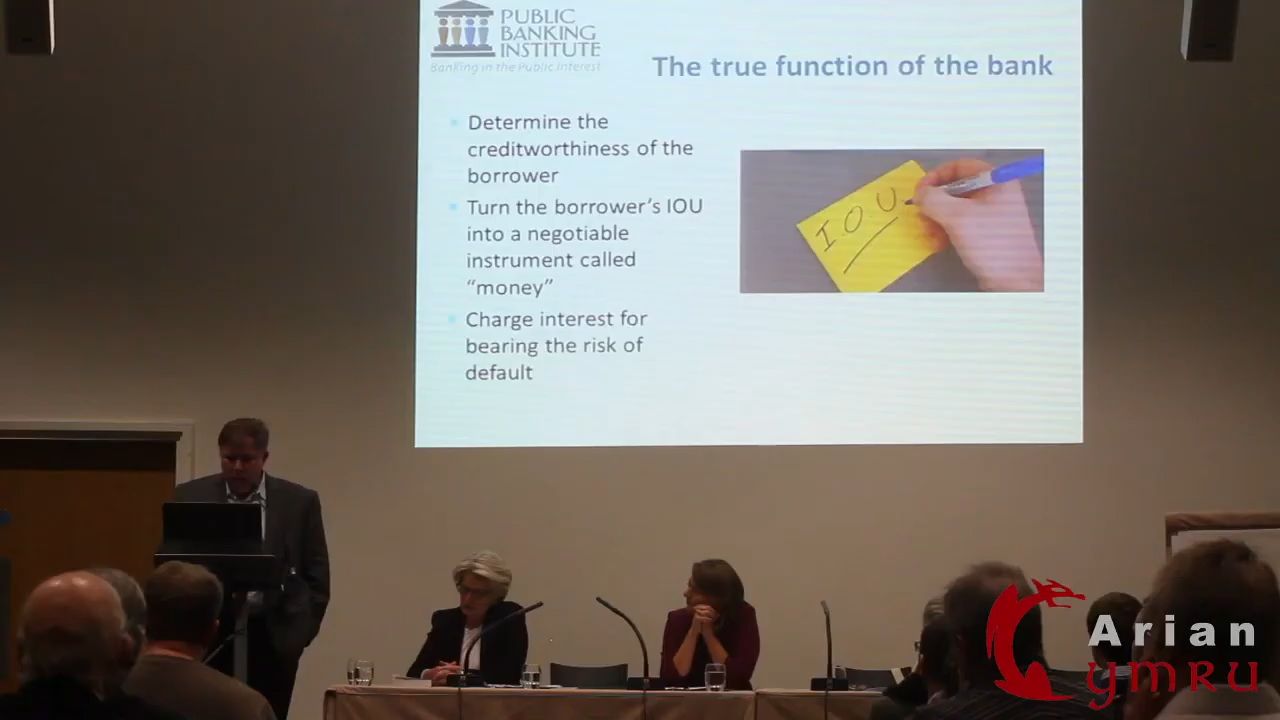 PUBLIC
BANKING
INSTITUTE
Banking in the Public Interest
The true function of the bank
Determine the
creditworthiness of the
borrower
Turn the borrower's IOU
into a negotiable
instrument called
“money”
Charge interest for
bearing the risk of
default
I.O.U
Arian
Cymru